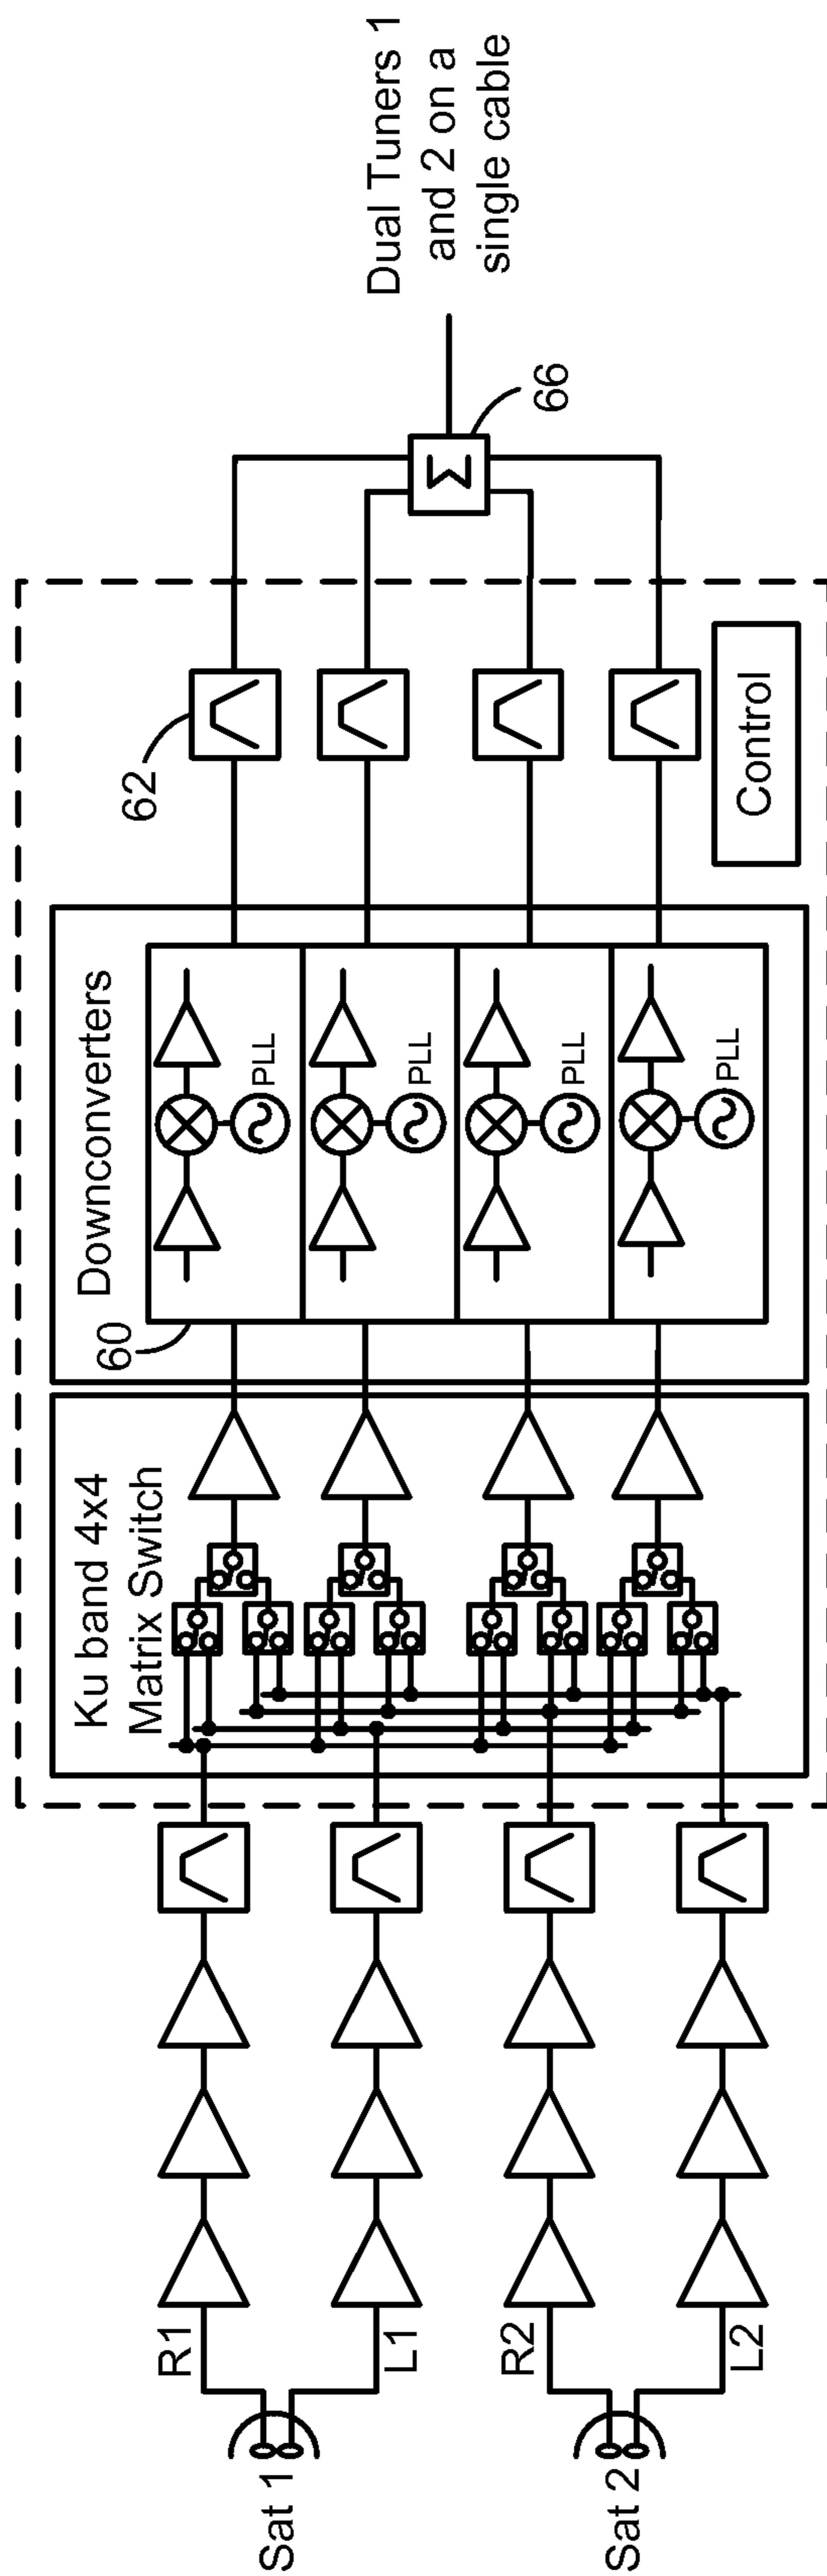 Sat 1
Sat 2
R1
L1
R2
L2
Ku band 4x4
Matrix Switch
Downconverters
60
PLL
PLL
PLL
PLL
62
Control
Σ
66
Dual Tuners 1
and 2 on a
single cable